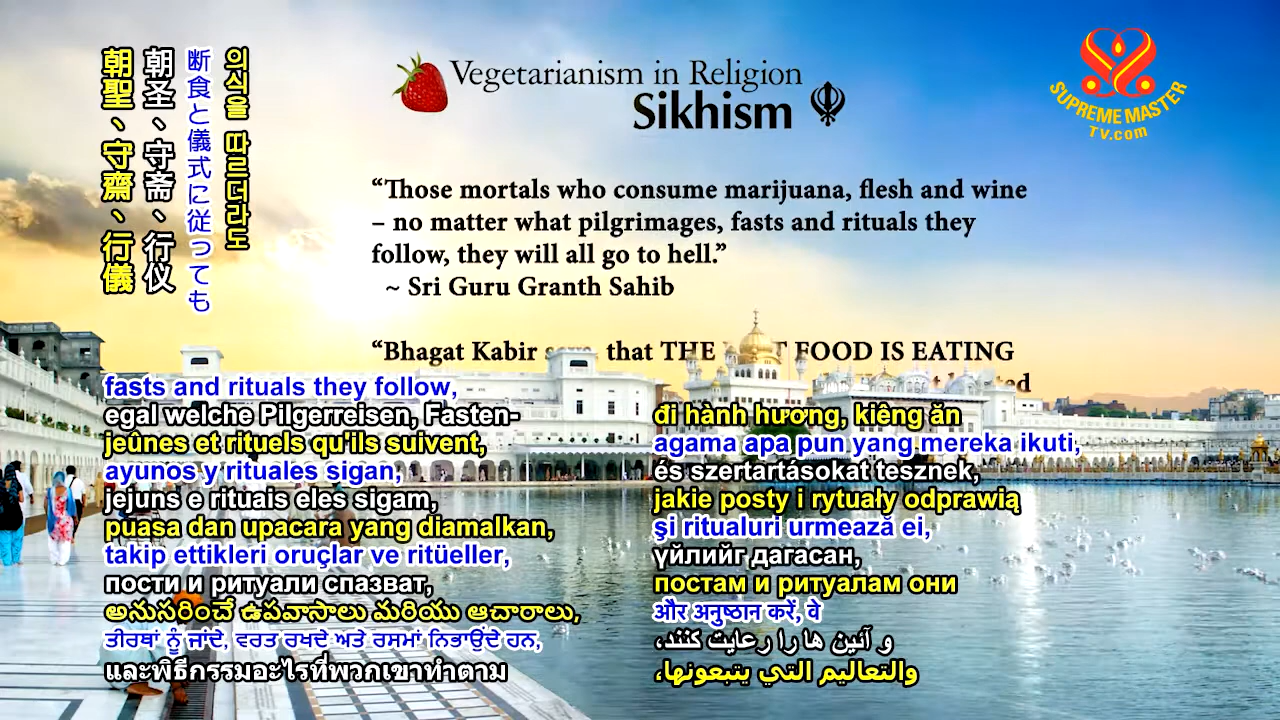 Vegetarianism in Religion
Sikhism
SUPREME MASTER
TV.com
“Those mortals who consume marijuana, flesh and wine
– no matter what pilgrimages, fasts and rituals they
follow, they will all go to hell.”
~ Sri Guru Granth Sahib
“Bhagat Kabir that THE FOOD IS EATING
朝聖、守齋、行儀
朝圣、守斋、行仪
断食と儀式に従っても
의식을 따르더라도
fasts and rituals they follow,
egal welche Pilgerreisen, Fasten-
jeûnes et rituels qu'ils suivent,
ayunos y rituales sigan,
jejuns e rituais eles sigam,
puasa dan upacara yang diamalkan,
takip ettikleri oruçlar ve ritüeller,
пости и ритуали спазват,
అనుసరించే ఉపవాసాలు మరియు ఆచారాలు,
ਤੀਰਥਾਂ ਨੂੰ ਜਾਂਦੇ, ਵਰਤ ਰਖਦੇ ਅਤੇ ਰਸਮਾਂ ਨਿਭਾਉਂਦੇ ਹਨ,
และพิธีกรรมอะไรที่พวกเขาทำตาม
đi hành hương, kiêng ăn
agama apa pun yang mereka ikuti,
és szertartásokat tesznek,
jakie posty i rytuały odprawią
şi ritualuri urmează ei,
үйлийг дагасан,
постам и ритуалам они
और अनुष्ठान करें, वे
و آئین ها را رعایت کنند،
والتعاليم التي يتبعونها،